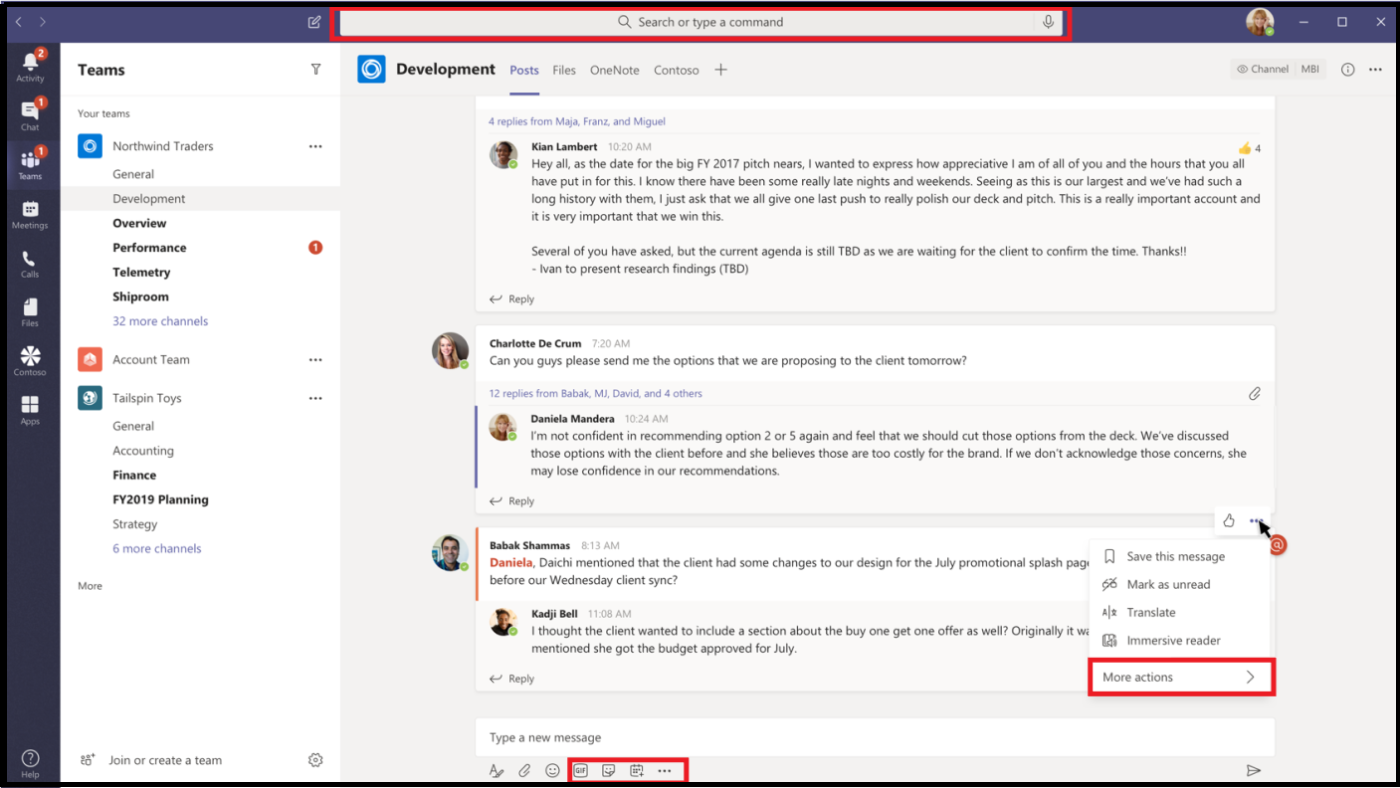 Search or type a command
2
Activity
1
Chat
1
Teams
Meetings
Calls
Files
Contoso
Apps
Help
Teams
Your teams
Northwind Traders
General
Development
Overview
Performance
1
Telemetry
Shiproom
32 more channels
Account Team
Tailspin Toys
General
Accounting
Finance
FY2019 Planning
Strategy
6 more channels
More
Join or create a team
Development Posts Files OneNote Contoso
Channel MBI
4 replies from Maja, Franz, and Miguel
Kian Lambert 10:20 AM
4
Hey all, as the date for the big FY 2017 pitch nears, I wanted to express how appreciative I am of all of you and the hours that you all
have put in for this. I know there have been some really late nights and weekends. Seeing as this is our largest and we've had such a
long history with them, I just ask that we all give one last push to really polish our deck and pitch. This is a really important account and
it is very important that we win this.
Several of you have asked, but the current agenda is still TBD as we are waiting for the client to confirm the time. Thanks!!
- Ivan to present research findings (TBD)
Reply
Charlotte De Crum 7:20 AM
Can you guys please send me the options that we are proposing to the client tomorrow?
12 replies from Babak, MJ, David, and 4 others
Daniela Mandera 10:24 AM
I'm not confident in recommending option 2 or 5 again and feel that we should cut those options from the deck. We've discussed
those options with the client before and she believes those are too costly for the brand. If we don't acknowledge those concerns, she
may lose confidence in our recommendations.
Reply
Babak Shammas 8:13 AM
Daniela, Daichi mentioned that the client had some changes to our design for the July promotional splash pag
before our Wednesday client sync?
Kadji Bell 11:08 AM
I thought the client wanted to include a section about the buy one get one offer as well? Originally it wa
mentioned she got the budget approved for July.
Reply
@
Save this message
Mark as unread
Translate
Immersive reader
More actions
Type a new message
GIF